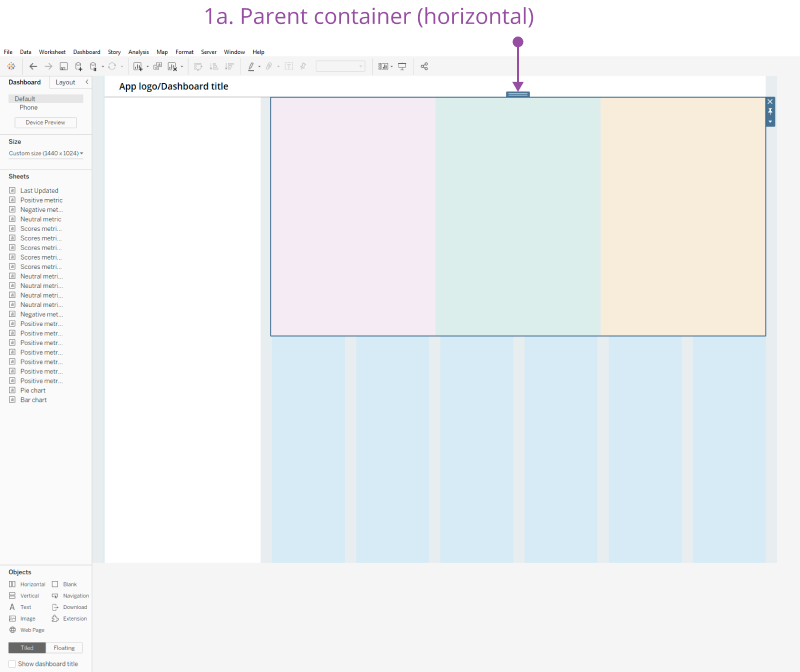 1a. Parent container (horizontal)
File Data Worksheet Dashboard Story Analysis Map Format Server Window Help
Dashboard Layout
App logo/Dashboard title
Default
Phone
Device Preview
Size
Custom size (1440 x 1024)
Sheets
Last Updated
Positive metric
Negative met...
Neutral metric
Scores metri...
Scores metri...
Scores metri...
Scores metri...
Scores metri...
Neutral metri...
Neutral metri...
Neutral metri...
Neutral metri...
Negative met...
Positive metr...
Positive metr...
Positive metr...
Positive metr...
Positive metr...
Positive metr...
Positive metr...
Pie chart
Bar chart
Objects
Horizontal Blank
Vertical Navigation
Text Download
Image Extension
Web Page
Tiled Floating
Show dashboard title